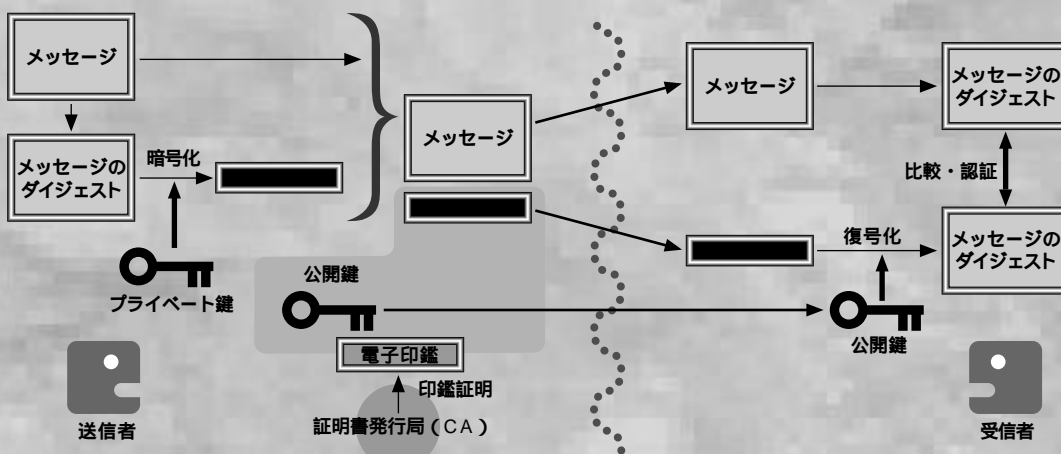 メッセージ
メッセージの
ダイジェスト
暗号化
プライベート鍵
送信者
メッセージ
公開鍵
電子印鑑
印鑑証明
証明書発行局(CA)
メッセージ
メッセージの
ダイジェスト
比較・認証
復号化
メッセージの
ダイジェスト
公開鍵
受信者